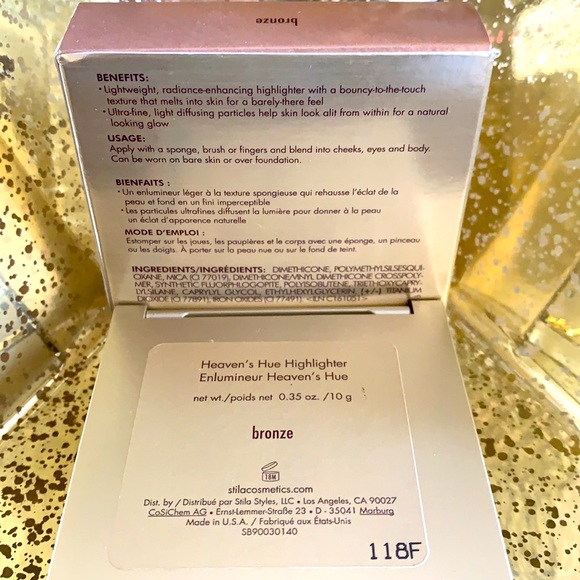 bronze
BENEFITS:
• Lightweight, radiance-enhancing highlighter with a bouncy-to-the-touch
texture that melts into skin for a barely-there feel
• Ultra-fine, light diffusing particles help skin look alit from within for a natural
looking glow
USAGE:
Apply with a sponge, brush or fingers and blend into cheeks, eyes and body.
Can be worn on bare skin or over foundation.
BIENFAITS :
• Un enlumineur léger à la texture spongieuse qui rehausse l'éclat de la
peau et fond en un fini imperceptible
• Les particules ultrafines diffusent la lumière pour donner à la peau
un éclat d'apparence naturelle
MODE D'EMPLOI :
Estomper sur les joues, les paupières et le corps avec une éponge, un pinceau
ou les doigts. À porter sur la peau nue ou sur le fond de teint.
INGREDIENTS/INGRÉDIENTS: DIMETHICONE, POLYMETHYLSILSESQUI-
OXANE, MICA (CI 77019), DIMETHICONE/VINYL DIMETHICONE CROSSPOLY-
MER, SYNTHETIC FLUORPHLOGOPITE, POLYISOBUTENE, TRIETHOXYCAPRY-
LYLSILANE, CAPRYLYL GLYCOL, ETHYLHEXYLGLYCERIN. (+/-) TITANIUM
DIOXIDE (CI 77891), IRON OXIDES (CI 77491). <ILN C161051>
Heaven's Hue Highlighter
Enlumineur Heaven's Hue
net wt./poids net 0.35 oz. /10 g
bronze
18M
stilacosmetics.com
Dist. by / Distribué par Stila Styles, LLC • Los Angeles, CA 90027
CoSiChem AG • Ernst-Lemmer-Straße 23 • D - 35041 Marburg
Made in U.S.A. / Fabriqué aux États-Unis
SB90030140
118F